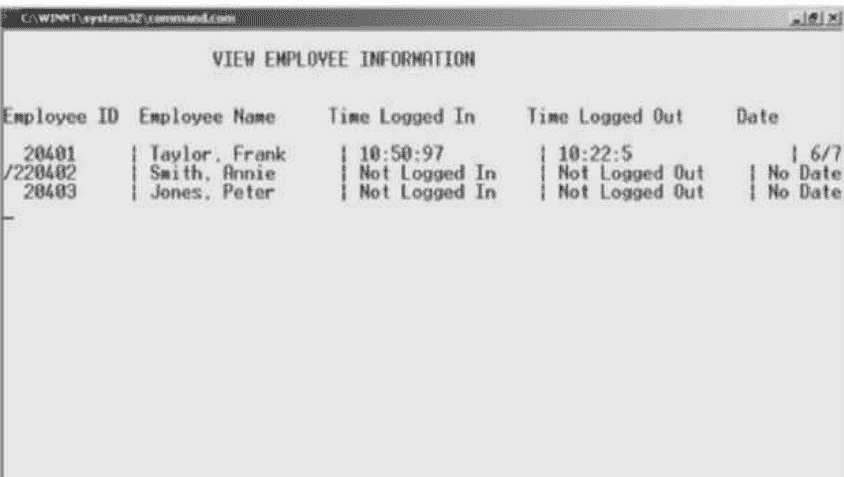 C:\WINNT\system32\command.com
VIEW EMPLOYEE INFORMATION
Employee ID Employee Name Time Logged In Time Logged Out Date
20401 | Taylor, Frank | 10:50:97 | 10:22:5 | 6/7
/220402 | Smith, Annie | Not Logged In | Not Logged Out | No Date
20403 | Jones, Peter | Not Logged In | Not Logged Out | No Date